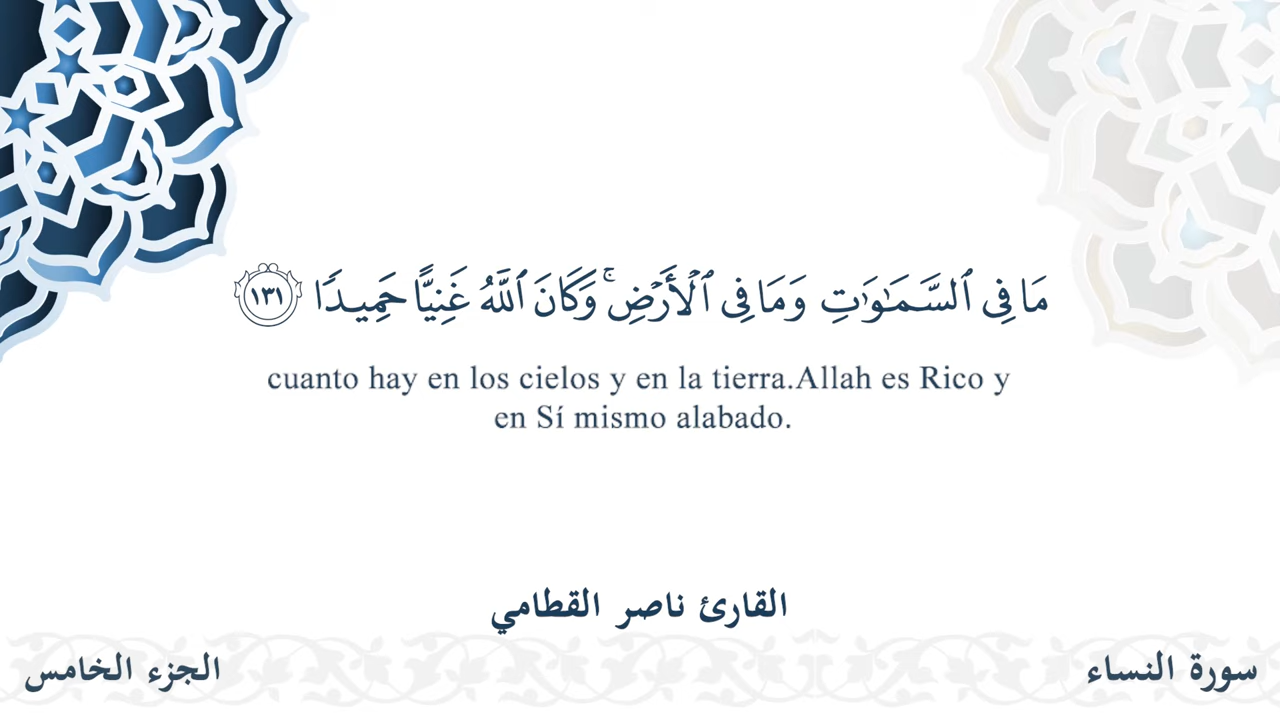 مَا فِى ٱلسَّمَـٰوَٰتِ وَمَا فِى ٱلْأَرْضِ ۚ وَكَانَ ٱللَّهُ غَنِيًّا حَمِيدًا ١٣١
cuanto hay en los cielos y en la tierra.Allah es Rico y
en Sí mismo alabado.
القارئ ناصر القطامي
سورة النساء
الجزء الخامس